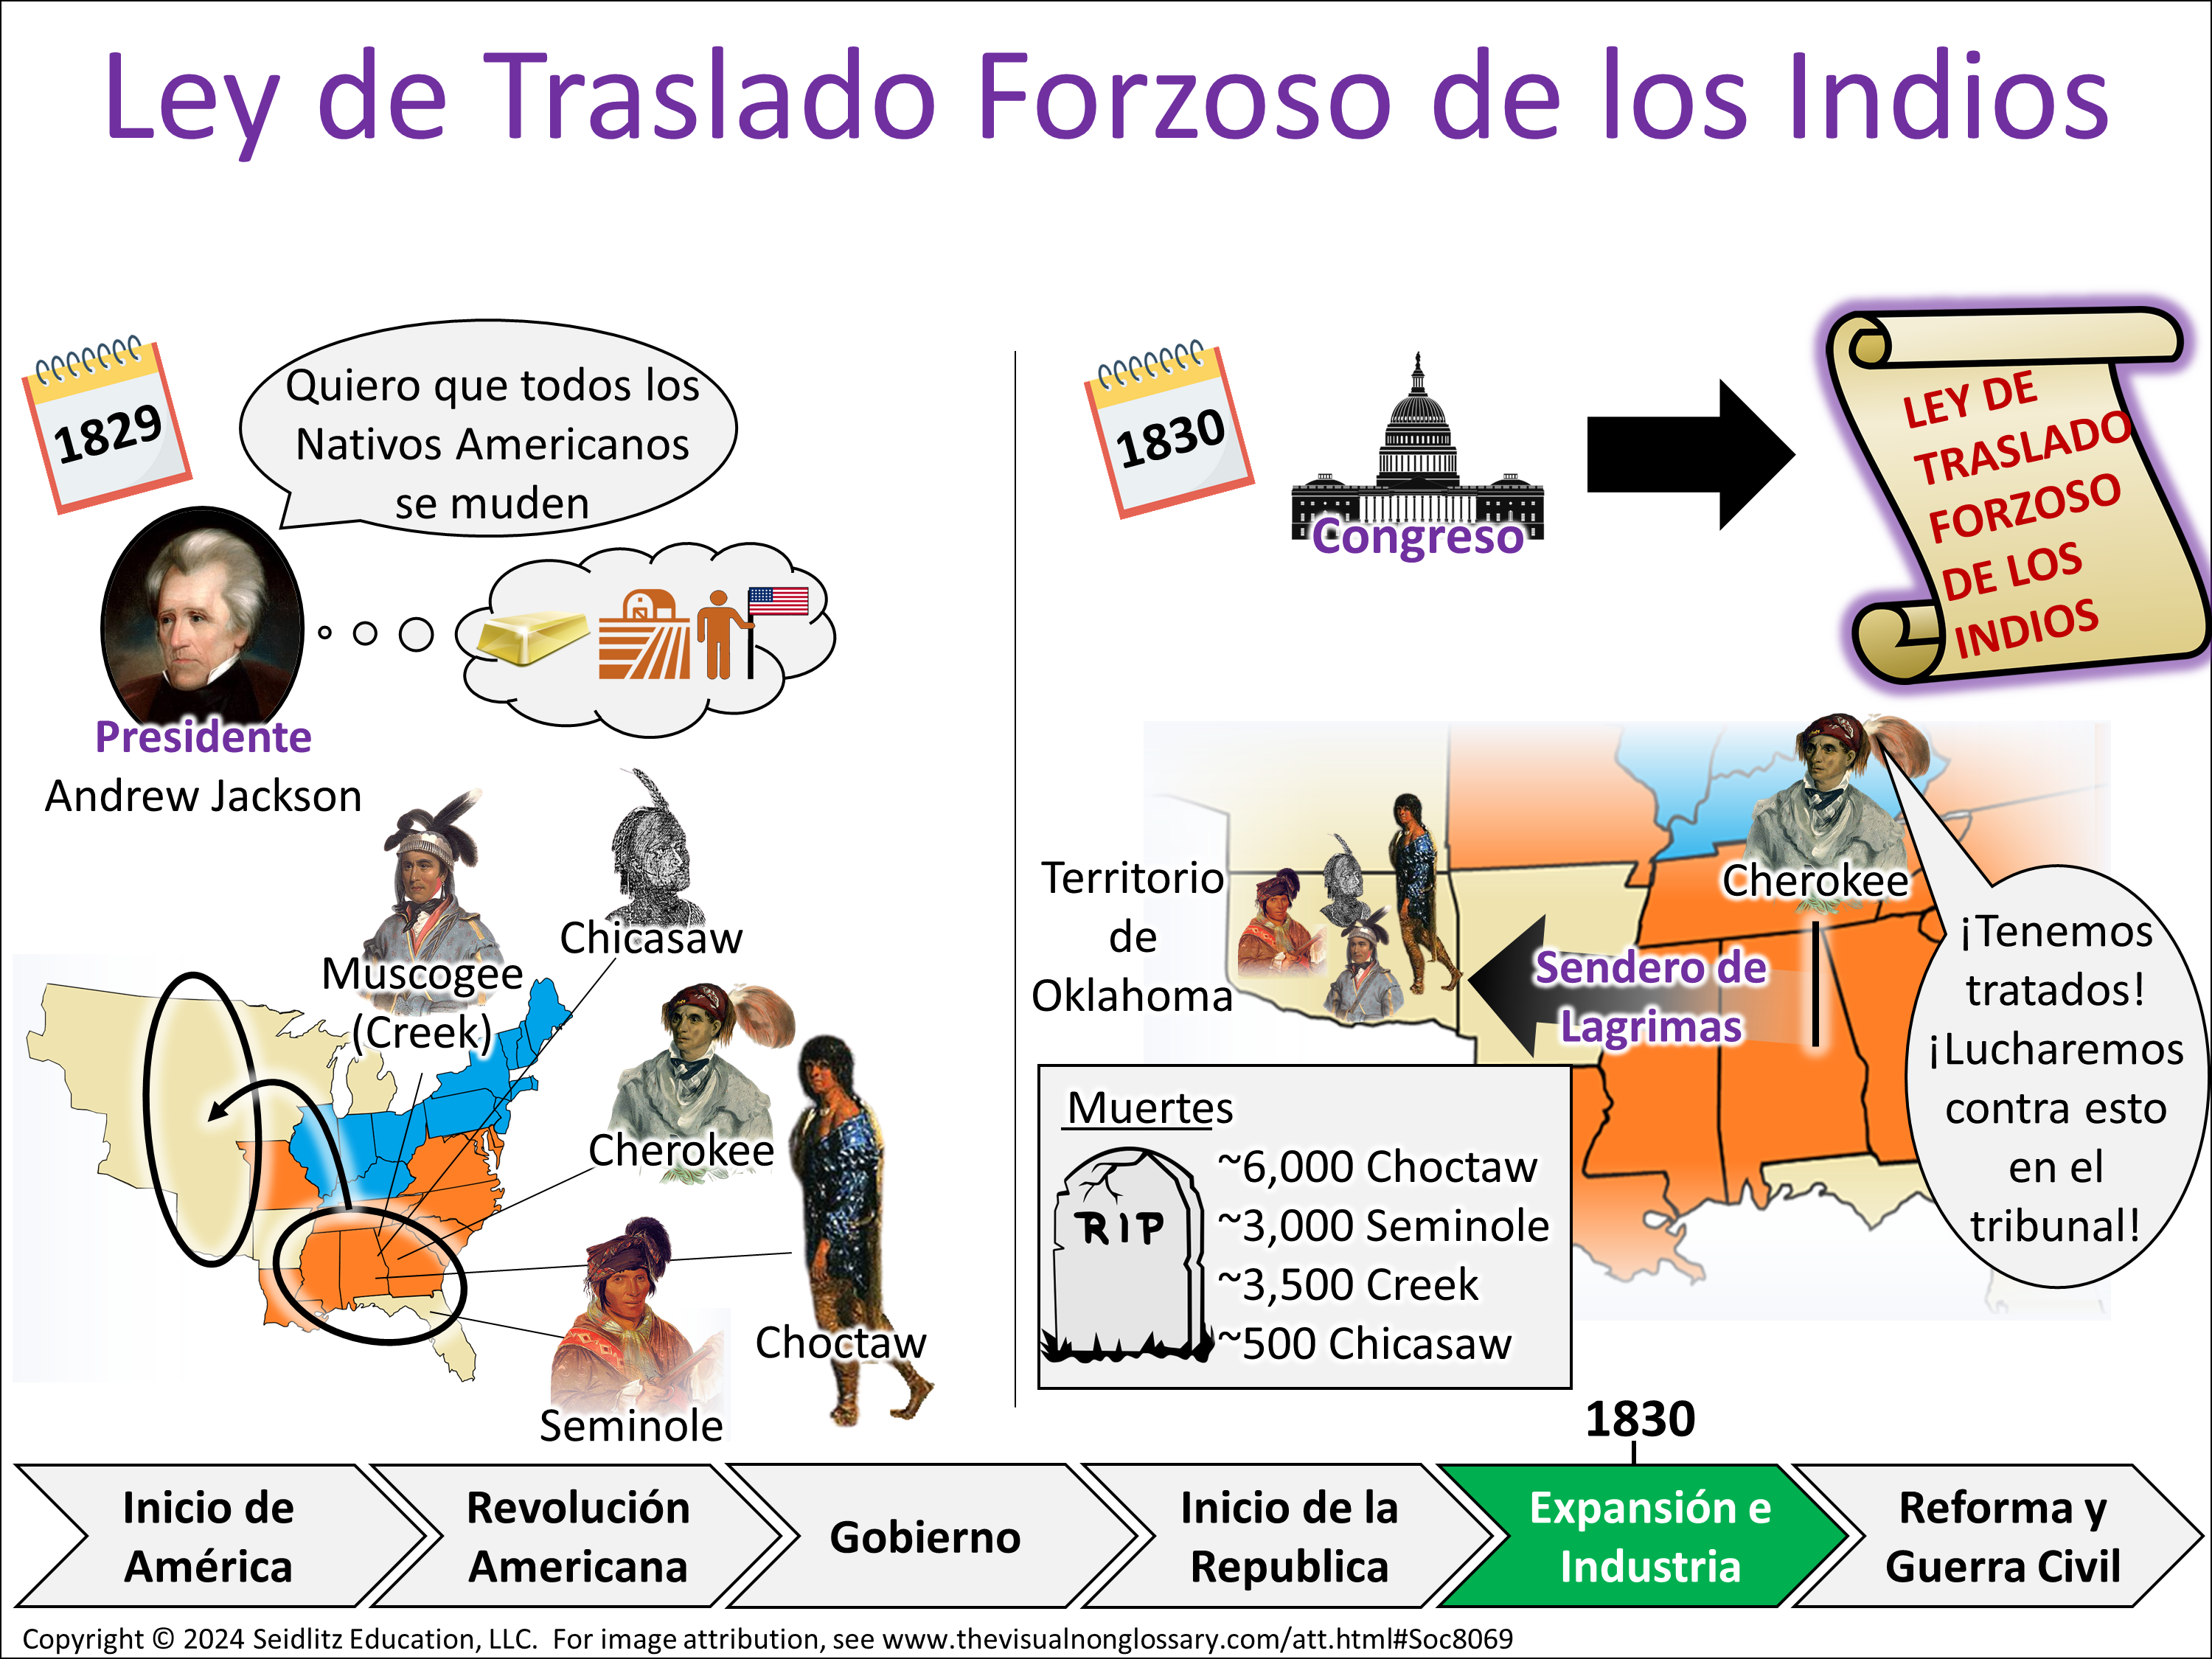 Ley de Traslado Forzoso de los Indios
1829
Quiero que todos los
Nativos Americanos
se muden
Presidente
Andrew Jackson
Muscogee
(Creek)
Chicasaw
Cherokee
Choctaw
Seminole
1830
Congreso
LEY DE
TRASLADO
FORZOSO
DE LOS
INDIOS
Territorio
de
Oklahoma
Cherokee
Sendero de
Lagrimas
¡Tenemos
tratados!
¡Lucharemos
contra esto
en el
tribunal!
Muertes
RIP
~6,000 Choctaw
~3,000 Seminole
~3,500 Creek
~500 Chicasaw
1830
Inicio de
América
Revolución
Americana
Gobierno
Inicio de la
Republica
Expansión e
Industria
Reforma y
Guerra Civil
Copyright © 2024 Seidlitz Education, LLC. For image attribution, see www.thevisualnonglossary.com/att.html#Soc8069